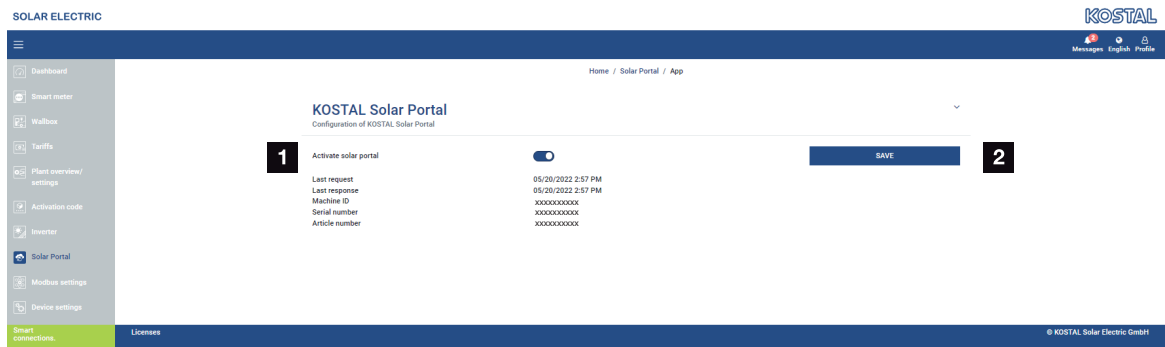 SOLAR ELECTRIC
KOSTAL
2
Messages English Profile
Dashboard
Smart meter
Wallbox
Tariffs
Plant overview/
settings
Activation code
Inverter
Solar Portal
Modbus settings
Device settings
Smart
connections.
Home / Solar Portal / App
KOSTAL Solar Portal
Configuration of KOSTAL Solar Portal
1 Activate solar portal SAVE 2
Last request 05/20/2022 2:57 PM
Last response 05/20/2022 2:57 PM
Machine ID xxxxxxxxxx
Serial number xxxxxxxxxx
Article number xxxxxxxxxx
Licenses © KOSTAL Solar Electric GmbH